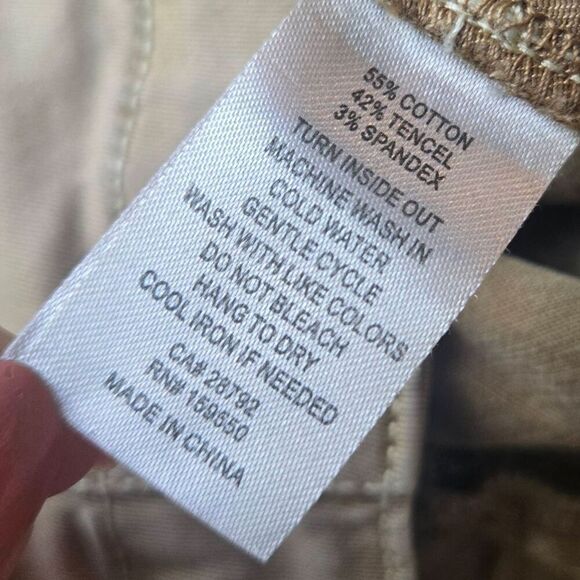 55% COTTON
42% TENCEL
3% SPANDEX
TURN INSIDE OUT
MACHINE WASH IN
COLD WATER
GENTLE CYCLE
WASH WITH LIKE COLORS
DO NOT BLEACH
HANG TO DRY
COOL IRON IF NEEDED
CA# 28792
RN# 159650
MADE IN CHINA